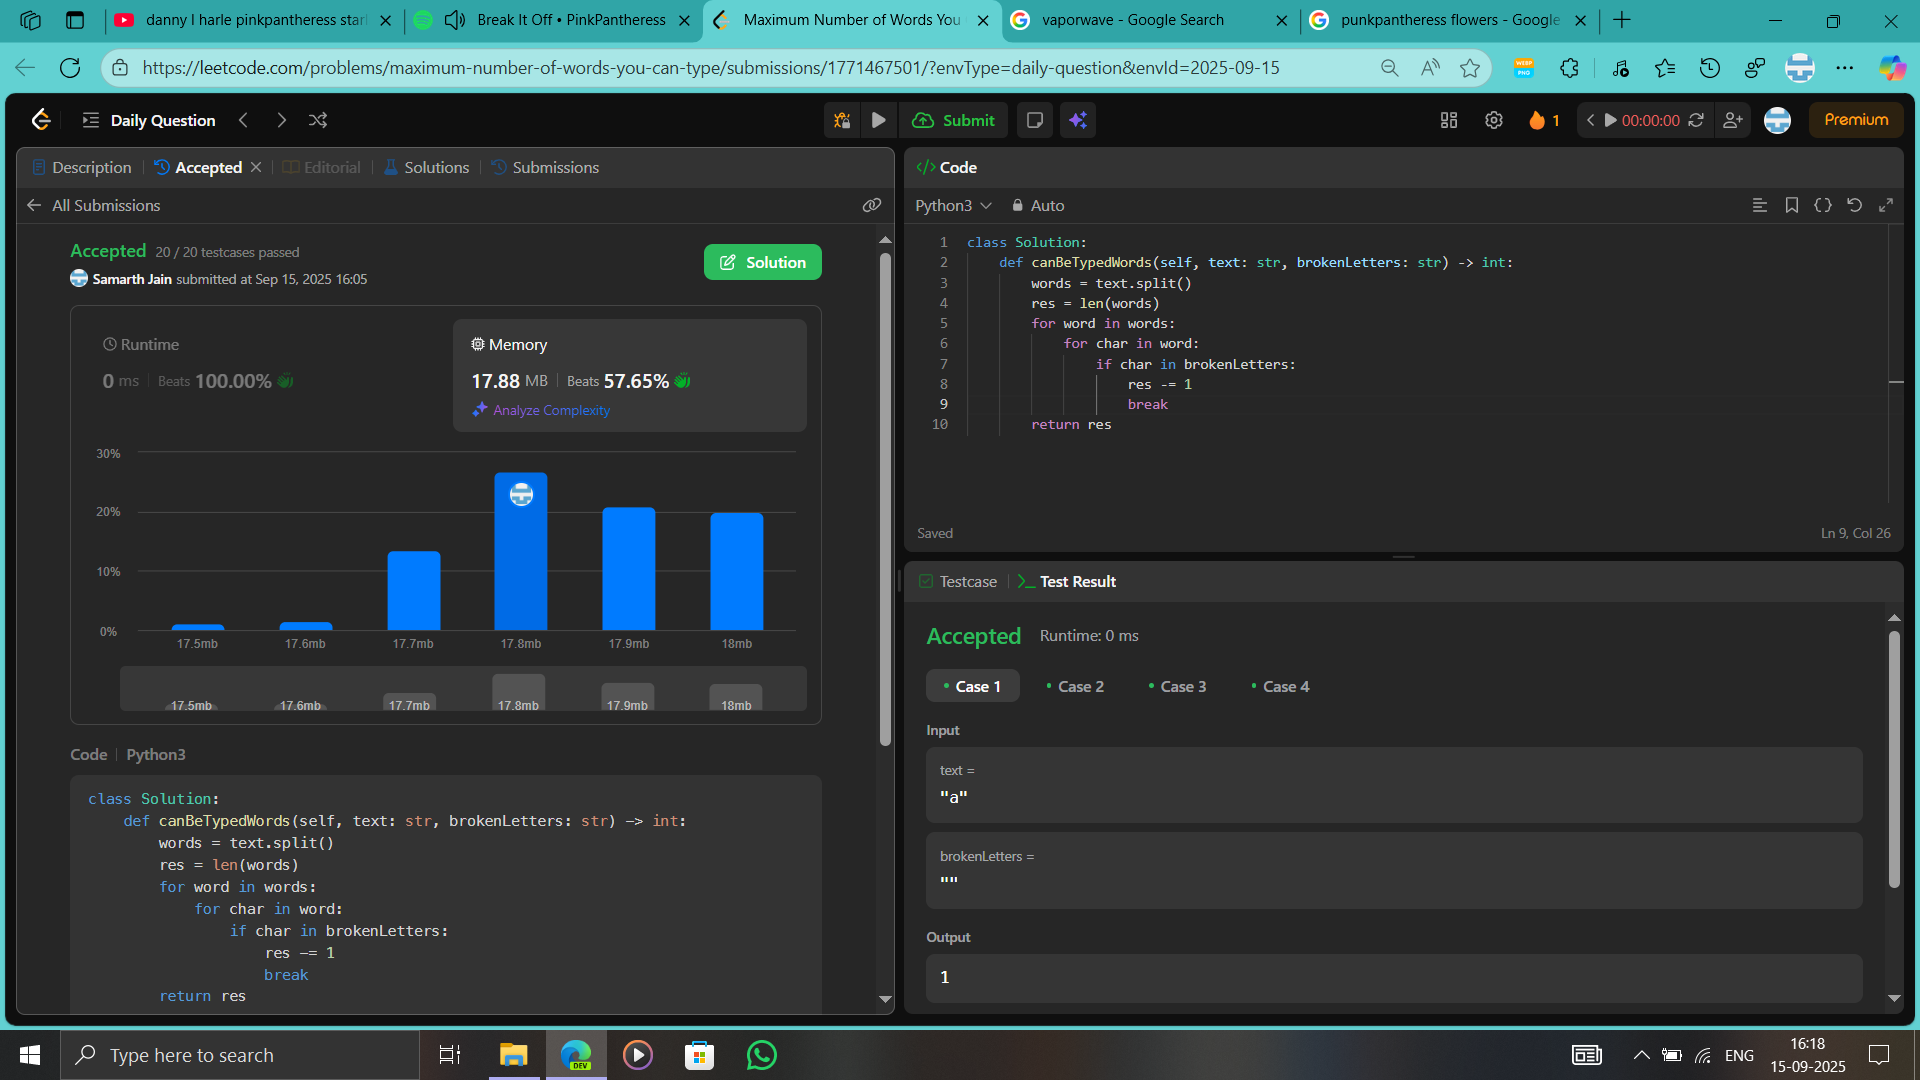 danny l harle pinkpantheress star
Break It Off • PinkPantheress
Maximum Number of Words You
vaporwave - Google Search
punkpantheress flowers - Google
https://leetcode.com/problems/maximum-number-of-words-you-can-type/submissions/1771467501/?envType=daily-question&envId=2025-09-15
Daily Question
Submit
1
00:00:00
Premium
Description
Accepted
Editorial
Solutions
Submissions
All Submissions
Accepted 20 / 20 testcases passed
Samarth Jain submitted at Sep 15, 2025 16:05
Solution
Runtime
0 ms Beats 100.00%
Memory
17.88 MB Beats 57.65%
Analyze Complexity
30%
20%
10%
0%
17.5mb 17.6mb 17.7mb 17.8mb 17.9mb 18mb
17.5mb 17.6mb 17.7mb 17.8mb 17.9mb 18mb
Code Python3
class Solution:
def canBeTypedWords(self, text: str, brokenLetters: str) -> int:
words = text.split()
res = len(words)
for word in words:
for char in word:
if char in brokenLetters:
res -= 1
break
return res
</> Code
Python3 Auto
1 class Solution:
2 def canBeTypedWords(self, text: str, brokenLetters: str) -> int:
3 words = text.split()
4 res = len(words)
5 for word in words:
6 for char in word:
7 if char in brokenLetters:
8 res -= 1
9 break
10 return res
Saved
Ln 9, Col 26
Testcase
Test Result
Accepted Runtime: 0 ms
Case 1 Case 2 Case 3 Case 4
Input
text =
"a"
brokenLetters =
""
Output
1
Type here to search
DEV
ENG
16:18
15-09-2025